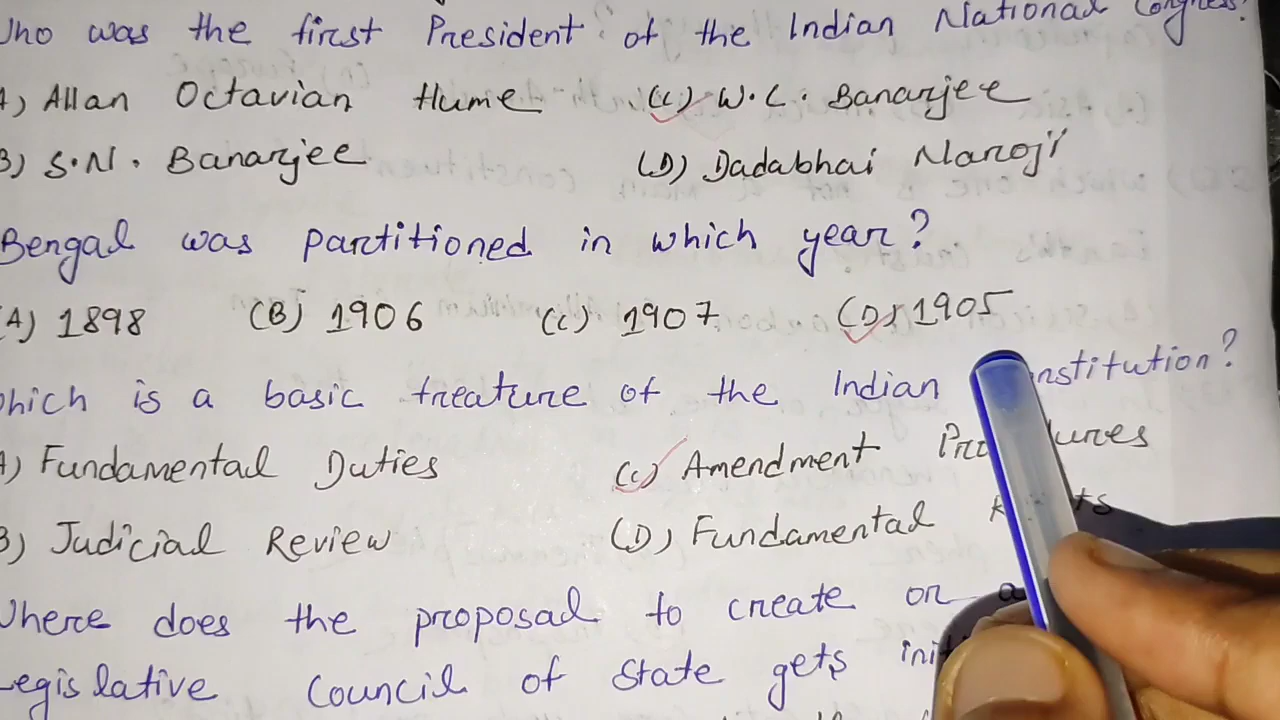 Who was the first President of the Indian National Congress?
A) Allan Octavian Hume (C) W.C. Banarjee
B) S.N. Banarjee (D) Dadabhai Naroji
Bengal was partitioned in which year?
(A) 1898 (B) 1906 (C) 1907 (D) 1905
Which is a basic freature of the Indian nstitution?
A) Fundamental Duties (C) Amendment
B) Judicial Review (D) Fundamental
Where does the proposal to create or
Legislative Council of State gets